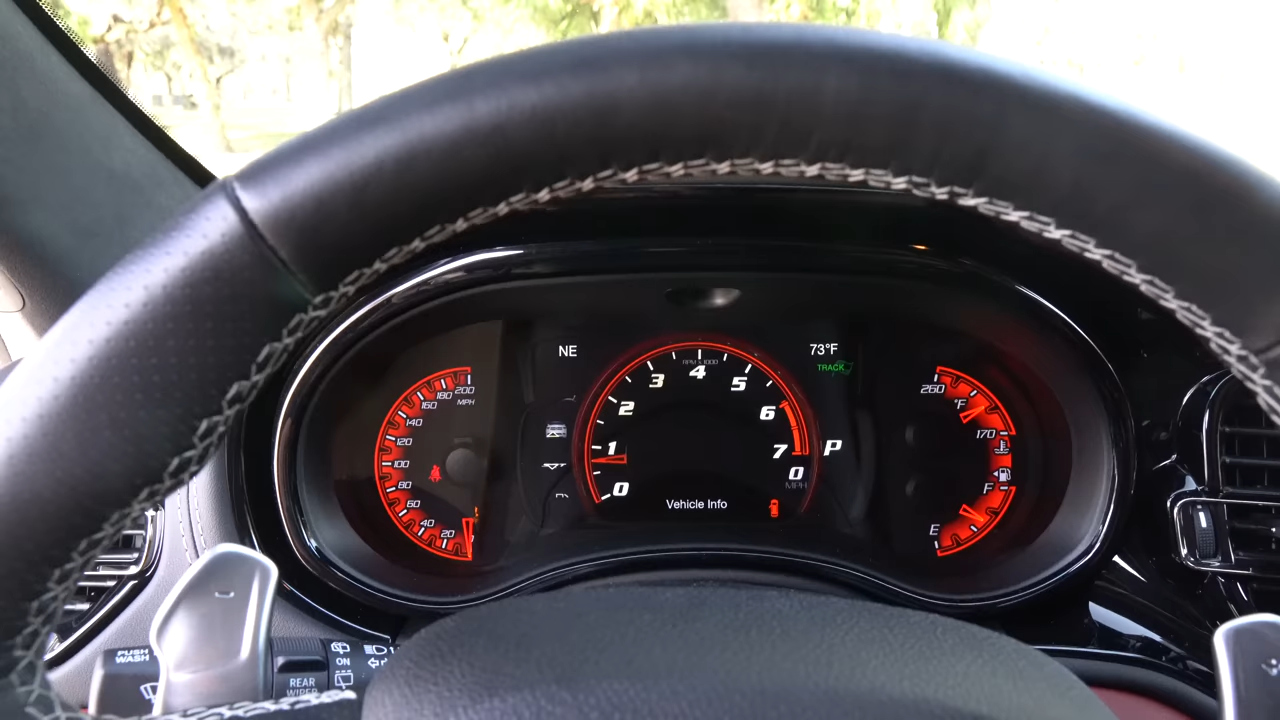 NE
73°F
TRACK
RPM x 1000
0
1
2
3
4
5
6
7
P
0
MPH
Vehicle Info
200
180
160
140
120
100
80
60
40
20
MPH
260
°F
170
F
E
PUSH
WASH
ON
REAR
WIPER